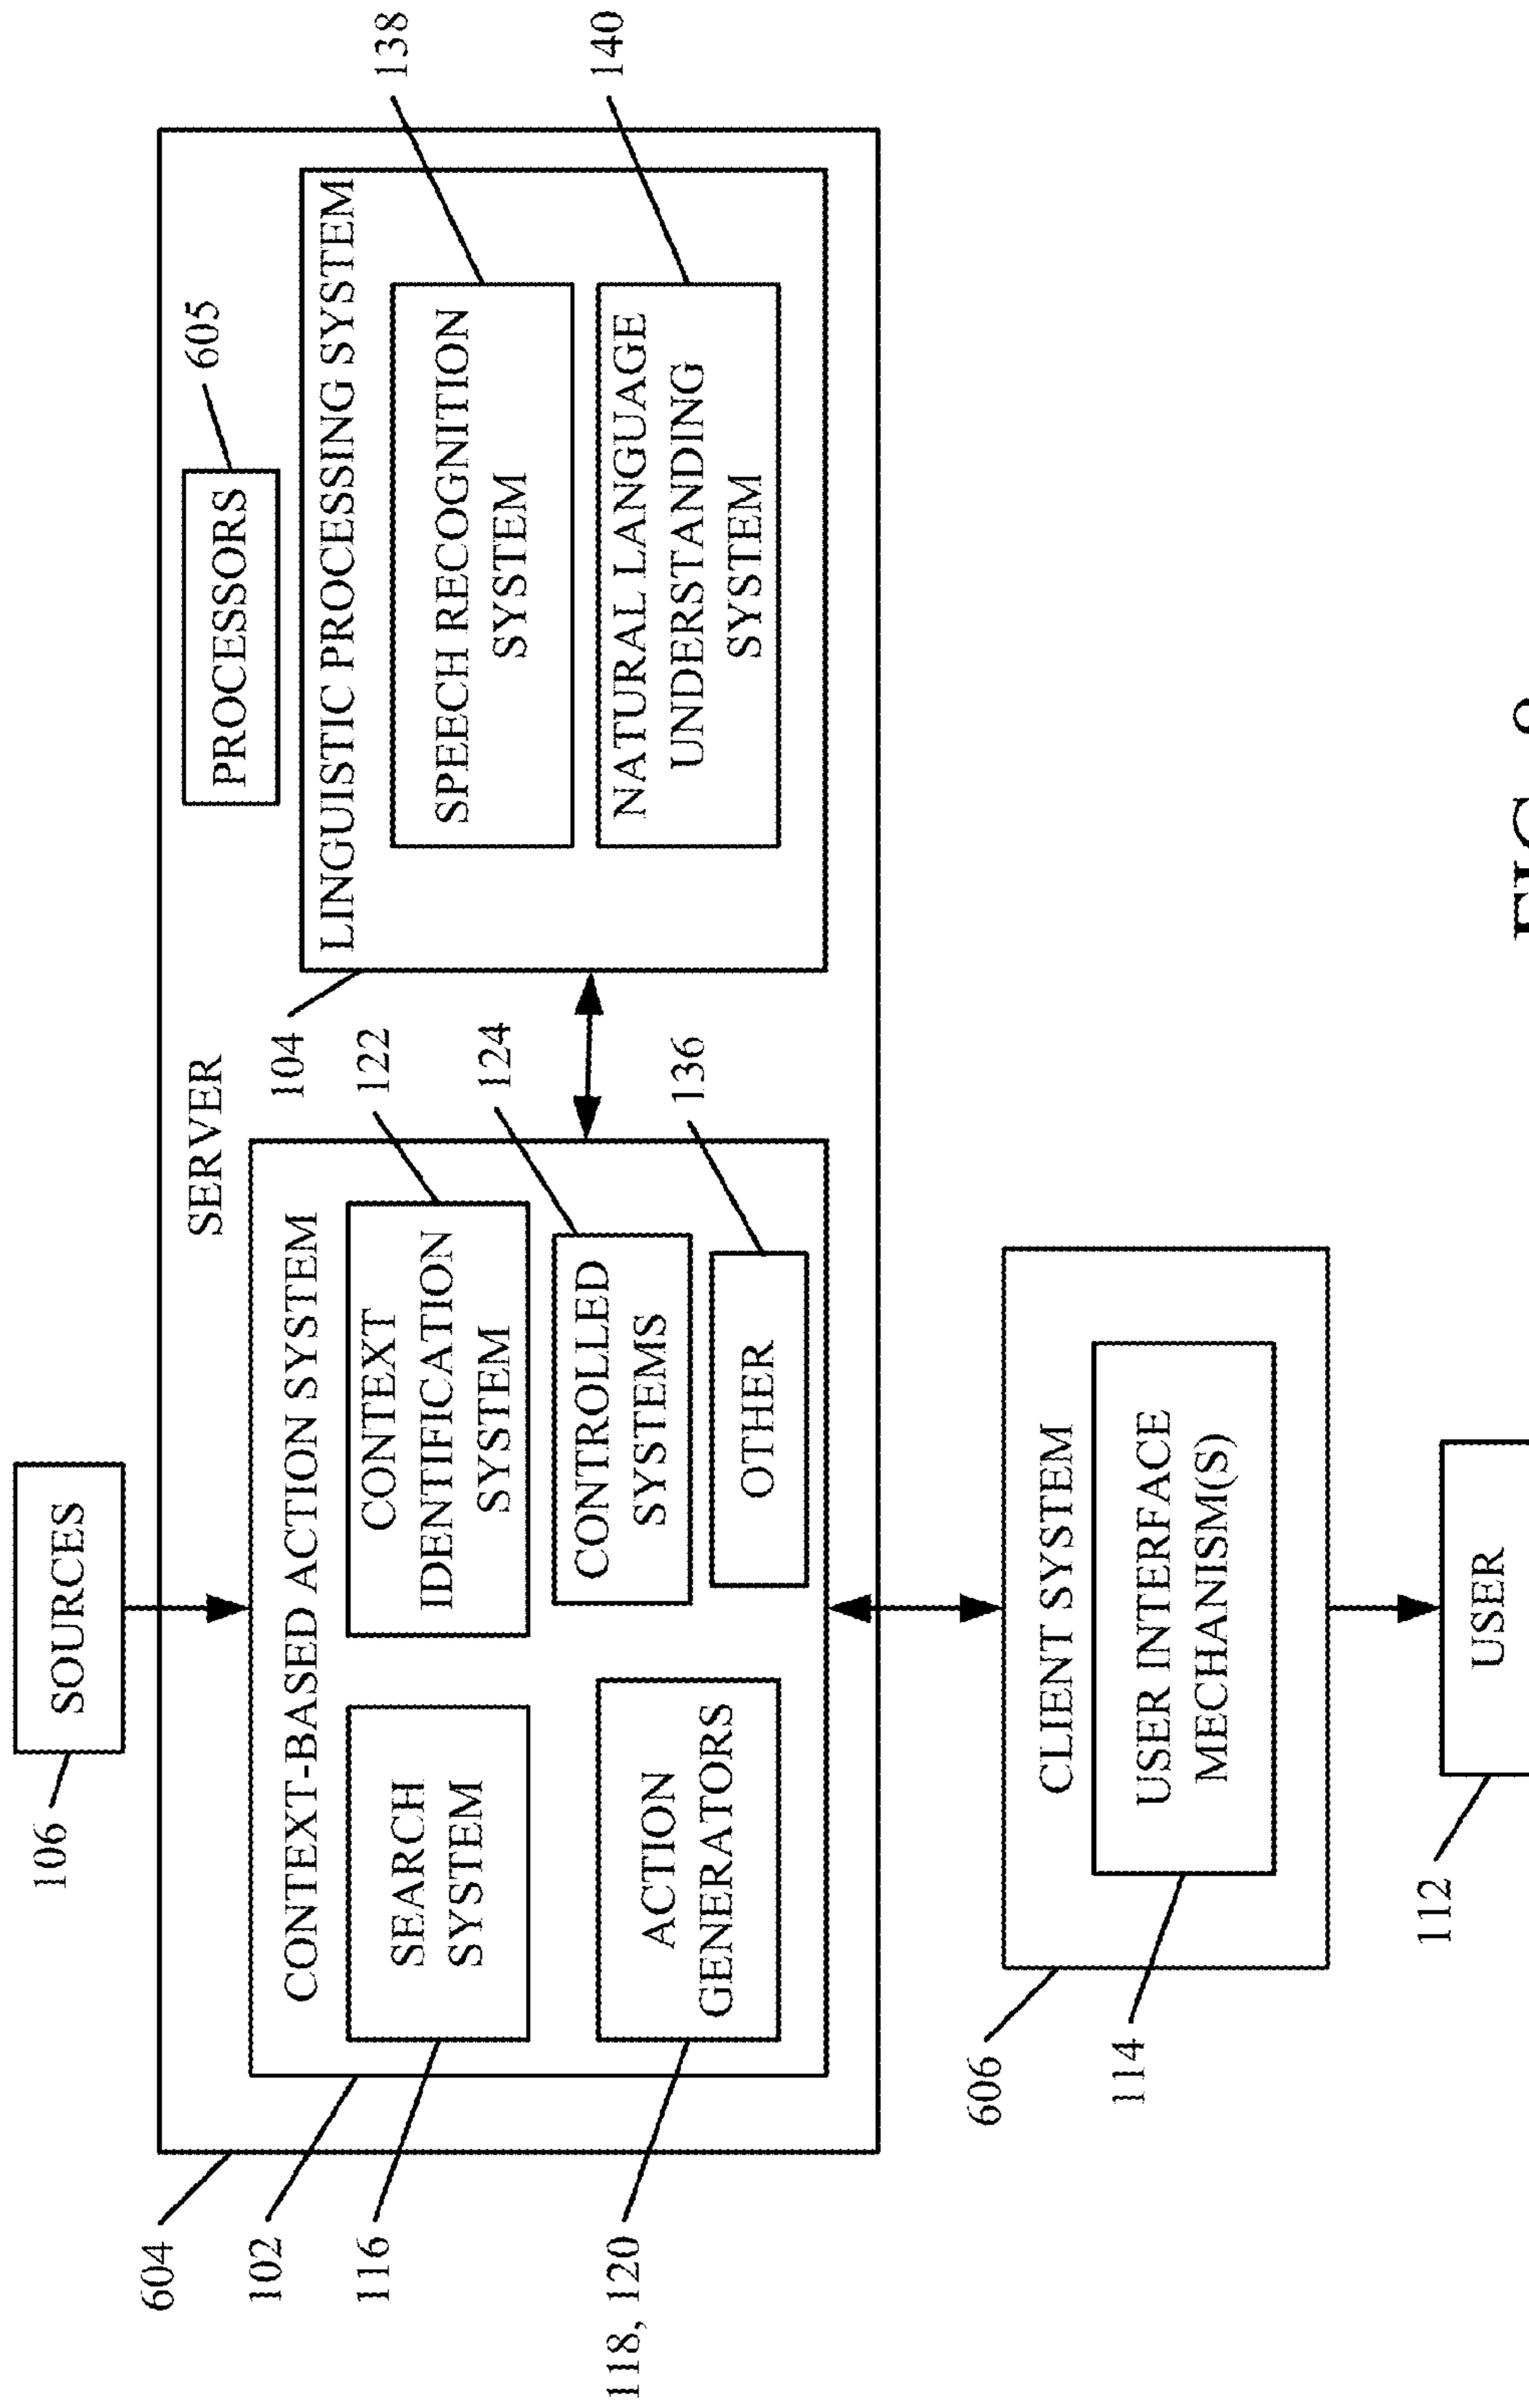 SOURCES
106
604
SERVER
PROCESSORS
605
102
CONTEXT-BASED ACTION SYSTEM
116
SEARCH
SYSTEM
CONTEXT
IDENTIFICATION
SYSTEM
122
118, 120
ACTION
GENERATORS
CONTROLLED
SYSTEMS
124
OTHER
136
104
LINGUISTIC PROCESSING SYSTEM
SPEECH RECOGNITION
SYSTEM
138
NATURAL LANGUAGE
UNDERSTANDING
SYSTEM
140
606
CLIENT SYSTEM
114
USER INTERFACE
MECHANISM(S)
112
USER
FIG.